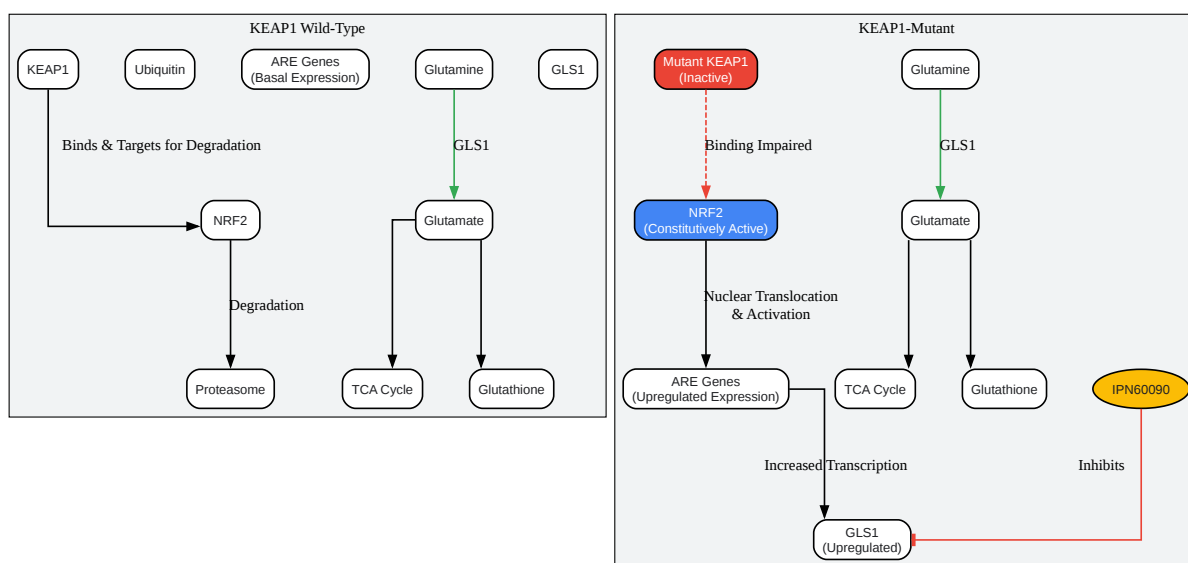 KEAP1 Wild-Type
KEAP1
Ubiquitin
ARE Genes
(Basal Expression)
Glutamine
GLS1
Binds & Targets for Degradation
GLS1
NRF2
Glutamate
Degradation
Proteasome
TCA Cycle
Glutathione
KEAP1-Mutant
Mutant KEAP1
(Inactive)
Glutamine
Binding Impaired
GLS1
NRF2
(Constitutively Active)
Glutamate
Nuclear Translocation
& Activation
ARE Genes
(Upregulated Expression)
TCA Cycle
Glutathione
IPN60090
Increased Transcription
Inhibits
GLS1
(Upregulated)